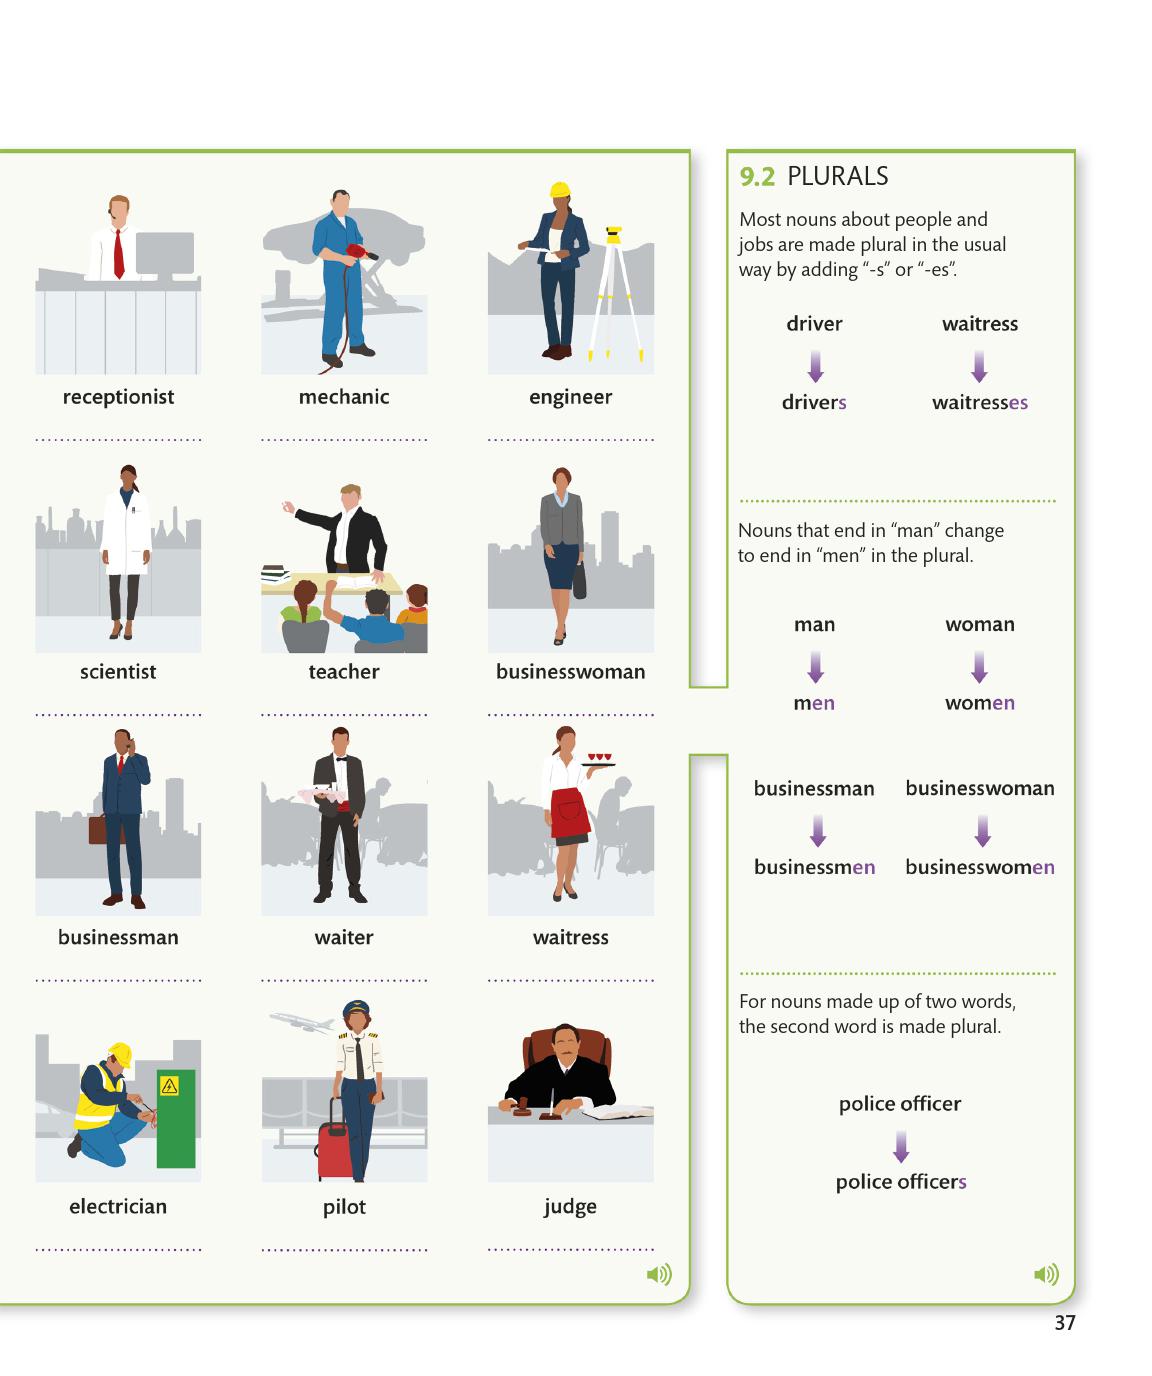 receptionist
mechanic
engineer
scientist
teacher
businesswoman
businessman
waiter
waitress
electrician
pilot
judge
9.2 PLURALS
Most nouns about people and
jobs are made plural in the usual
way by adding “-s” or “-es”.
driver
waitress
drivers
waitresses
Nouns that end in “man” change
to end in “men” in the plural.
man
woman
men
women
businessman
businesswoman
businessmen
businesswomen
For nouns made up of two words,
the second word is made plural.
police officer
police officers
37